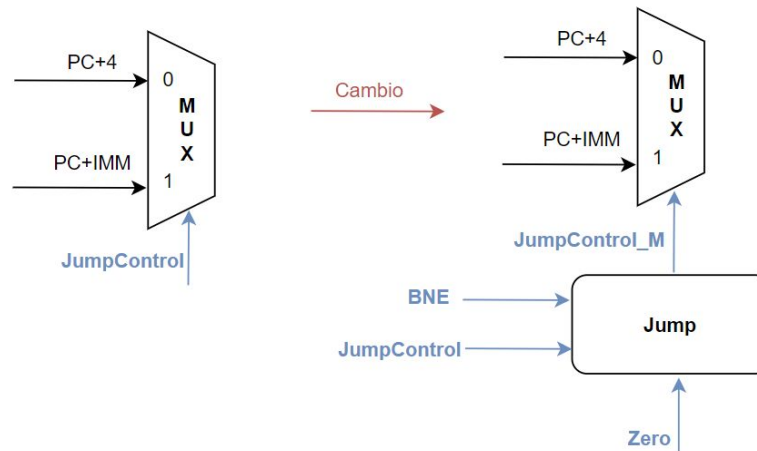 PC+4
0
M
U
X
PC+IMM
1
JumpControl
Cambio
PC+4
0
M
U
X
PC+IMM
1
JumpControl_M
BNE
Jump
JumpControl
Zero